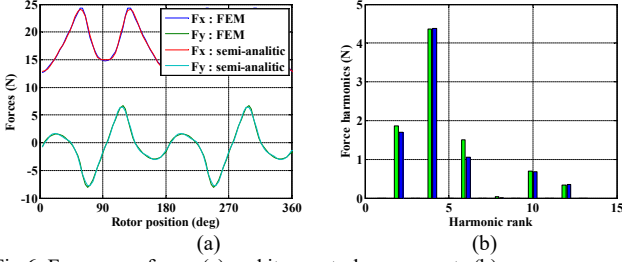 25
20
15
10
5
0
-5
-10
Forces (N)
0 90 180 270 360
Rotor position (deg)
Fx : FEM
Fy : FEM
Fx : semi-analitic
Fy : semi-analitic
(a)
5
4
3
2
1
0
Force harmonics (N)
0 5 10 15
Harmonic rank
(b)